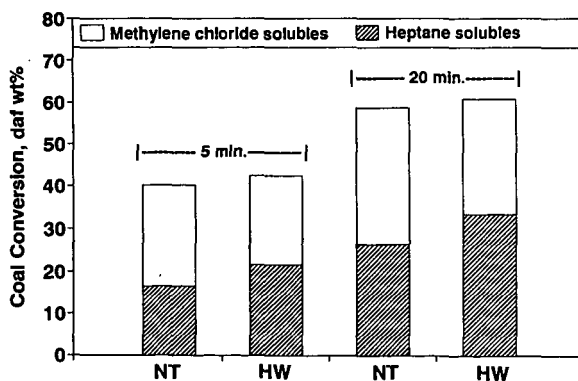 Coal Conversion, daf wt%
80
70
60
50
40
30
20
10
0
Methylene chloride solubles
Heptane solubles
5 min.
20 min.
NT
HW
NT
HW